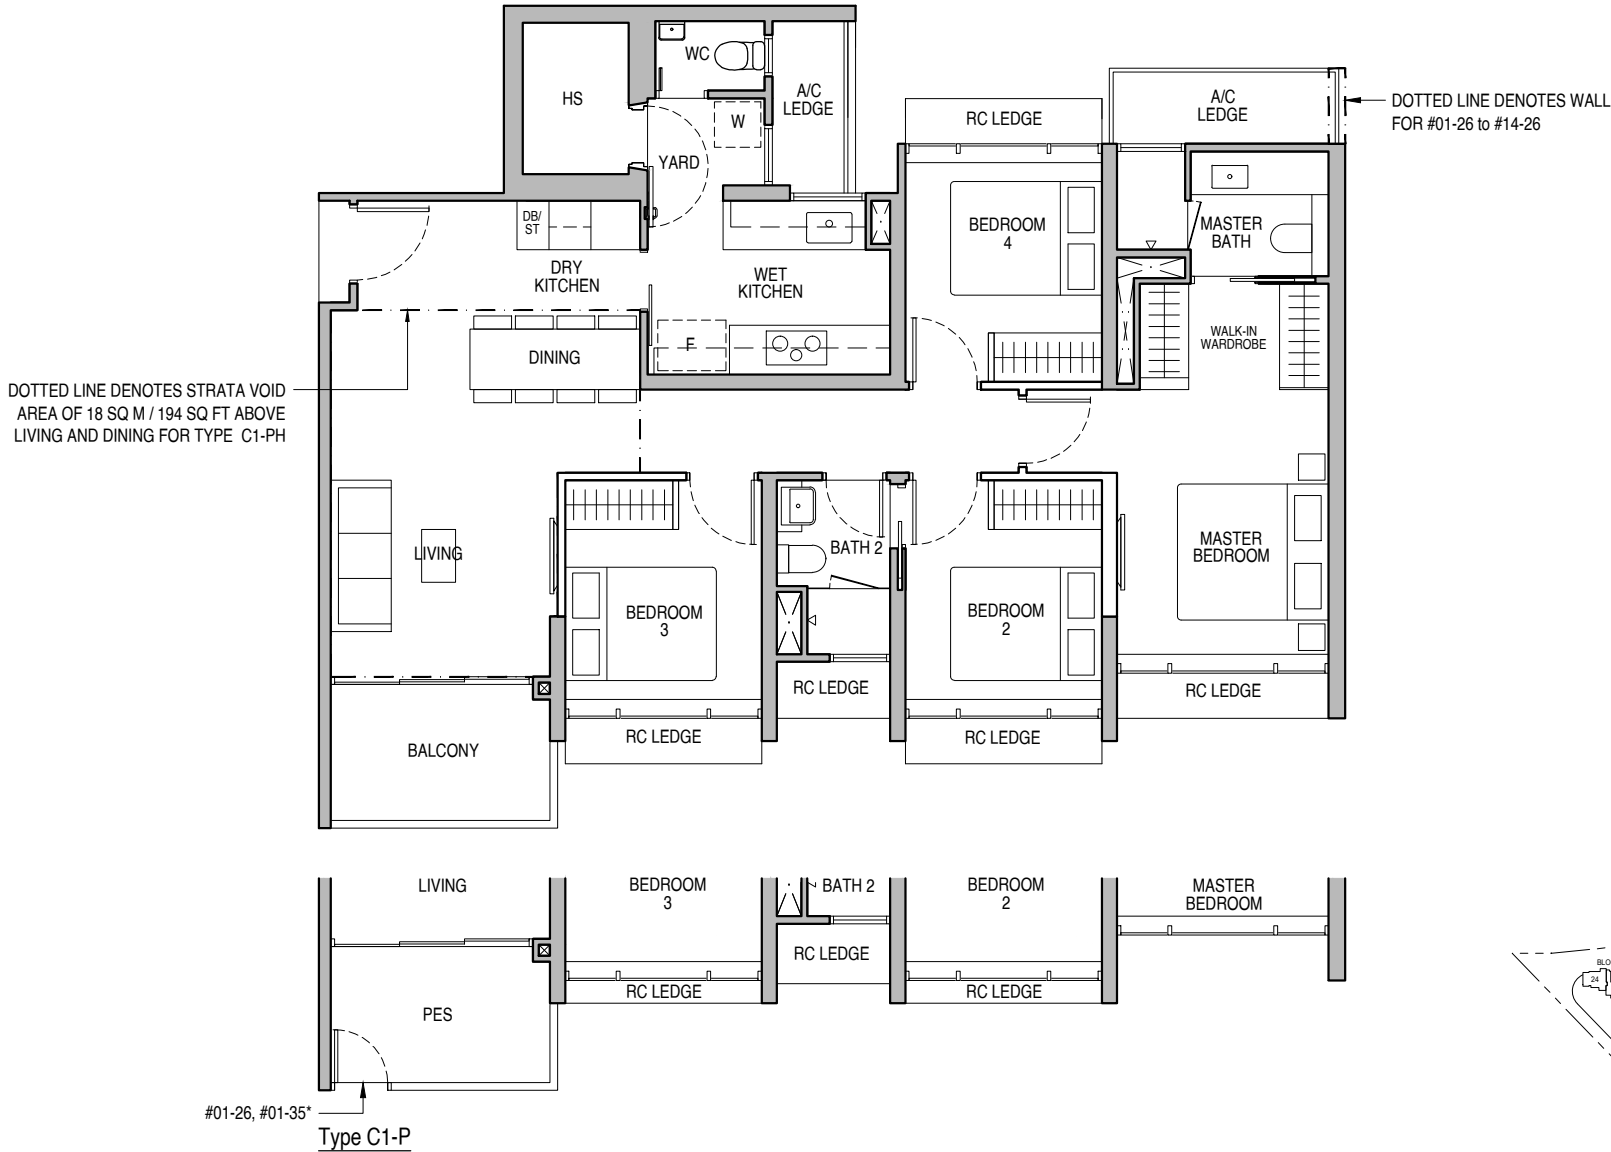 WC
HS
A/C
LEDGE
W
YARD
RC LEDGE
A/C
LEDGE
DOTTED LINE DENOTES WALL
FOR #01-26 to #14-26
DB/
ST
DRY
KITCHEN
WET
KITCHEN
BEDROOM
4
MASTER
BATH
WALK-IN
WARDROBE
F
DINING
DOTTED LINE DENOTES STRATA VOID
AREA OF 18 SQ M / 194 SQ FT ABOVE
LIVING AND DINING FOR TYPE C1-PH
LIVING
BATH 2
MASTER
BEDROOM
BEDROOM
3
BEDROOM
2
RC LEDGE
RC LEDGE
RC LEDGE
RC LEDGE
BALCONY
LIVING
BEDROOM
3
BATH 2
BEDROOM
2
MASTER
BEDROOM
RC LEDGE
RC LEDGE
RC LEDGE
PES
BLO
24
#01-26, #01-35*
Type C1-P